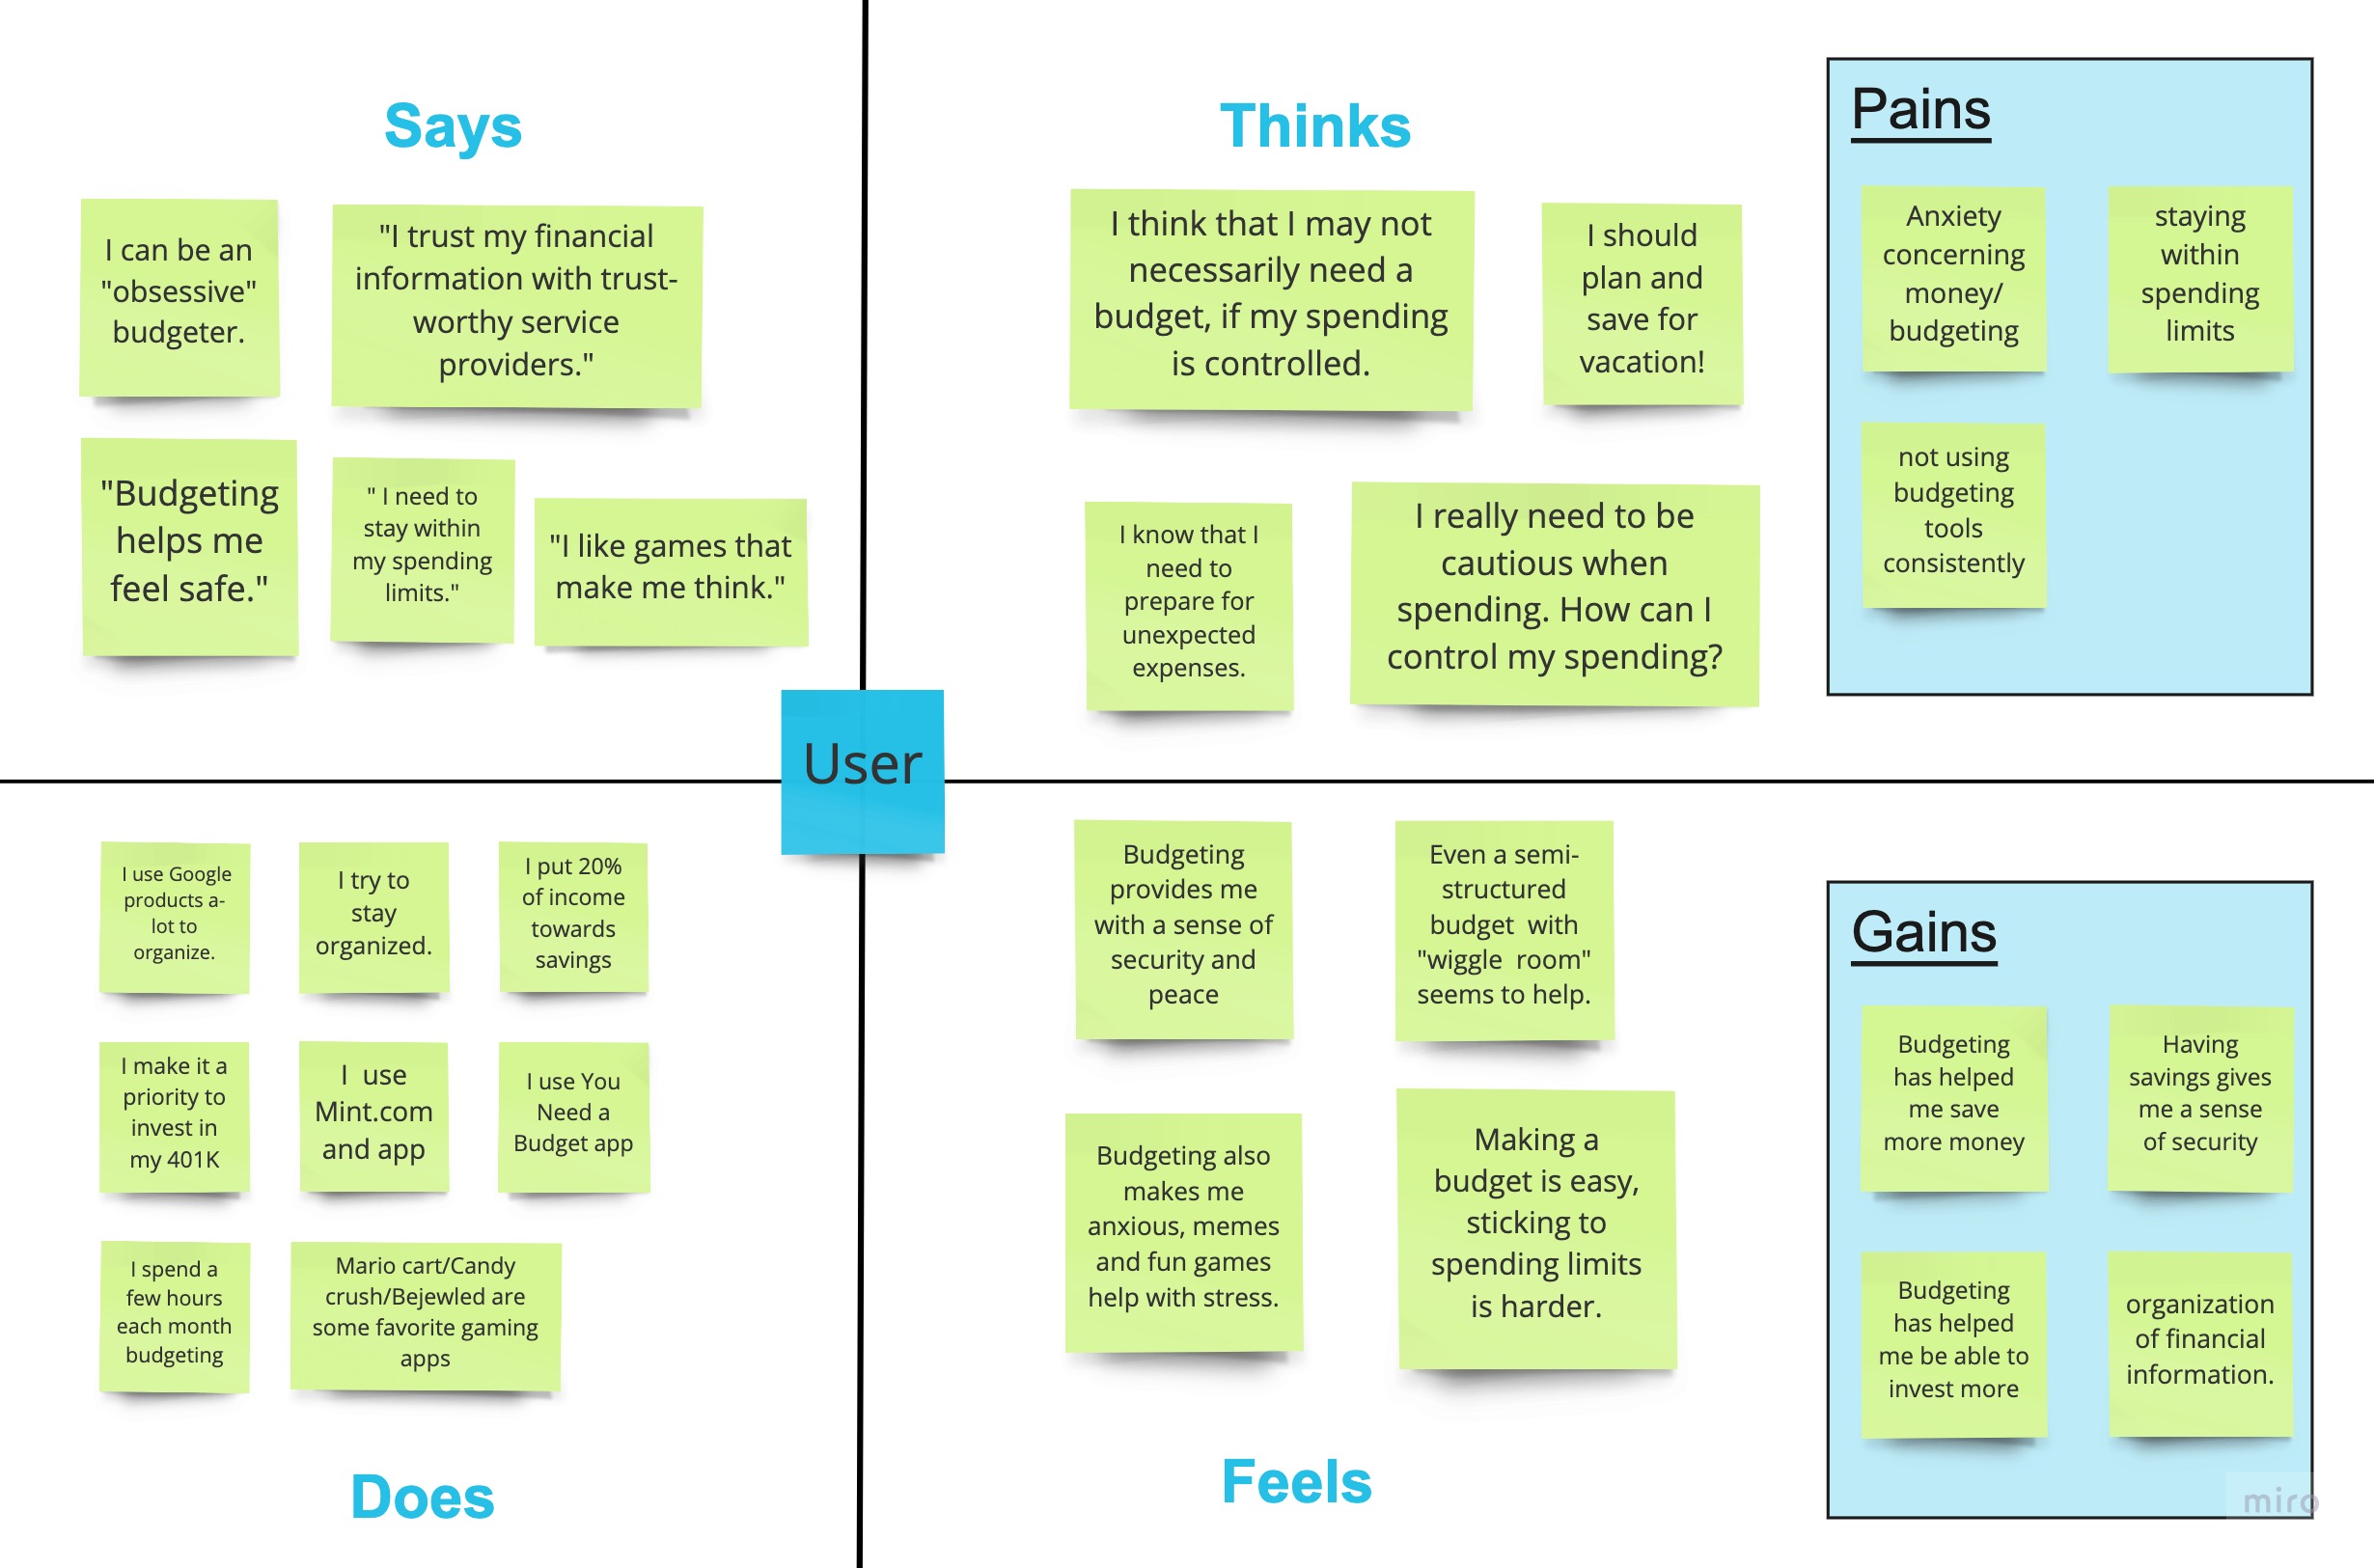 Says
I can be an
"obsessive"
budgeter.
"I trust my financial
information with trust-
worthy service
providers."
"Budgeting
helps me
feel safe."
" I need to
stay within
my spending
limits."
"I like games that
make me think."
Thinks
I think that I may not
necessarily need a
budget, if my spending
is controlled.
I should
plan and
save for
vacation!
I know that I
need to
prepare for
unexpected
expenses.
I really need to be
cautious when
spending. How can I
control my spending?
Pains
Anxiety
concerning
money/
budgeting
staying
within
spending
limits
not using
budgeting
tools
consistently
User
I use Google
products a-
lot to
organize.
I try to
stay
organized.
I put 20%
of income
towards
savings
I make it a
priority to
invest in
my 401K
I use
Mint.com
and app
I use You
Need a
Budget app
I spend a
few hours
each month
budgeting
Mario cart/Candy
crush/Bejewled are
some favorite gaming
apps
Does
Budgeting
provides me
with a sense of
security and
peace
Even a semi-
structured
budget with
"wiggle room"
seems to help.
Budgeting also
makes me
anxious, memes
and fun games
help with stress.
Making a
budget is easy,
sticking to
spending limits
is harder.
Feels
Gains
Budgeting
has helped
me save
more money
Having
savings gives
me a sense
of security
Budgeting
has helped
me be able to
invest more
organization
of financial
information.
miro